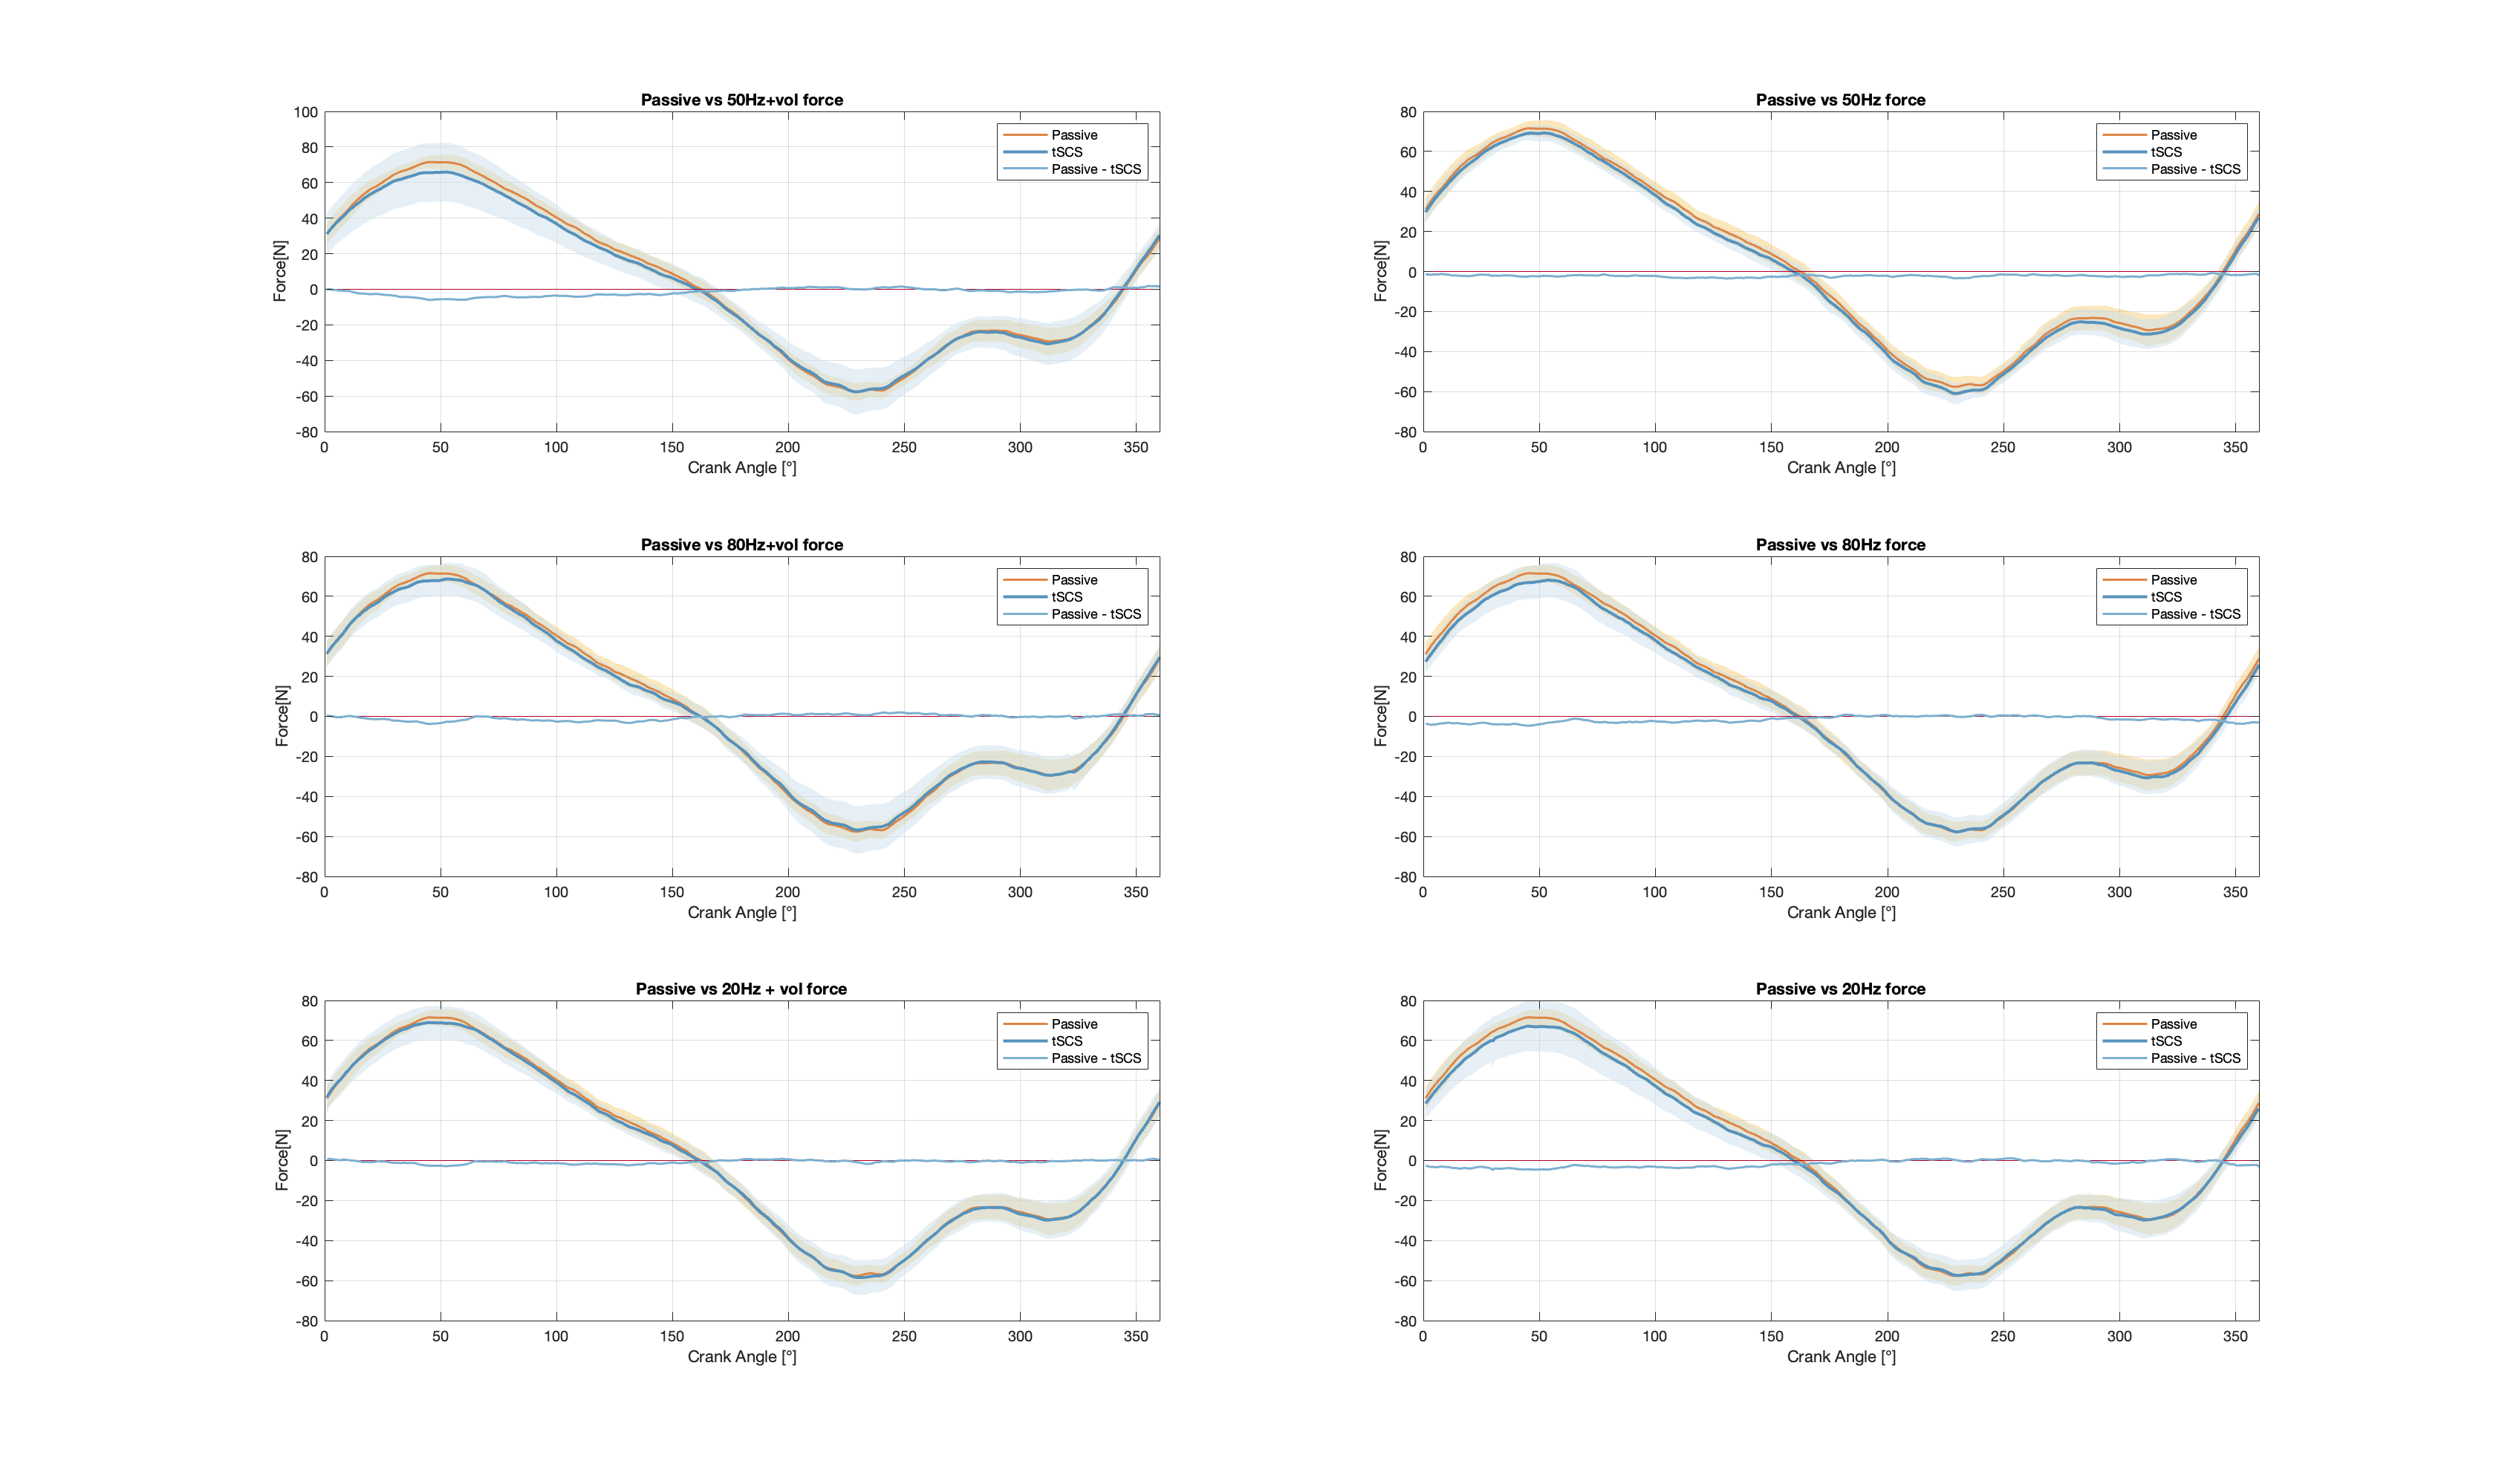 Passive vs 50Hz+vol force
100
80
60
40
20
0
-20
-40
-60
-80
Force[N]
0 50 100 150 200 250 300 350
Crank Angle [°]
Passive
tSCS
Passive - tSCS
Passive vs 50Hz force
80
60
40
20
0
-20
-40
-60
-80
Force[N]
0 50 100 150 200 250 300 350
Crank Angle [°]
Passive
tSCS
Passive - tSCS
Passive vs 80Hz+vol force
80
60
40
20
0
-20
-40
-60
-80
Force[N]
0 50 100 150 200 250 300 350
Crank Angle [°]
Passive
tSCS
Passive - tSCS
Passive vs 80Hz force
80
60
40
20
0
-20
-40
-60
-80
Force[N]
0 50 100 150 200 250 300 350
Crank Angle [°]
Passive
tSCS
Passive - tSCS
Passive vs 20Hz + vol force
80
60
40
20
0
-20
-40
-60
-80
Force[N]
0 50 100 150 200 250 300 350
Crank Angle [°]
Passive
tSCS
Passive - tSCS
Passive vs 20Hz force
80
60
40
20
0
-20
-40
-60
-80
Force[N]
0 50 100 150 200 250 300 350
Crank Angle [°]
Passive
tSCS
Passive - tSCS